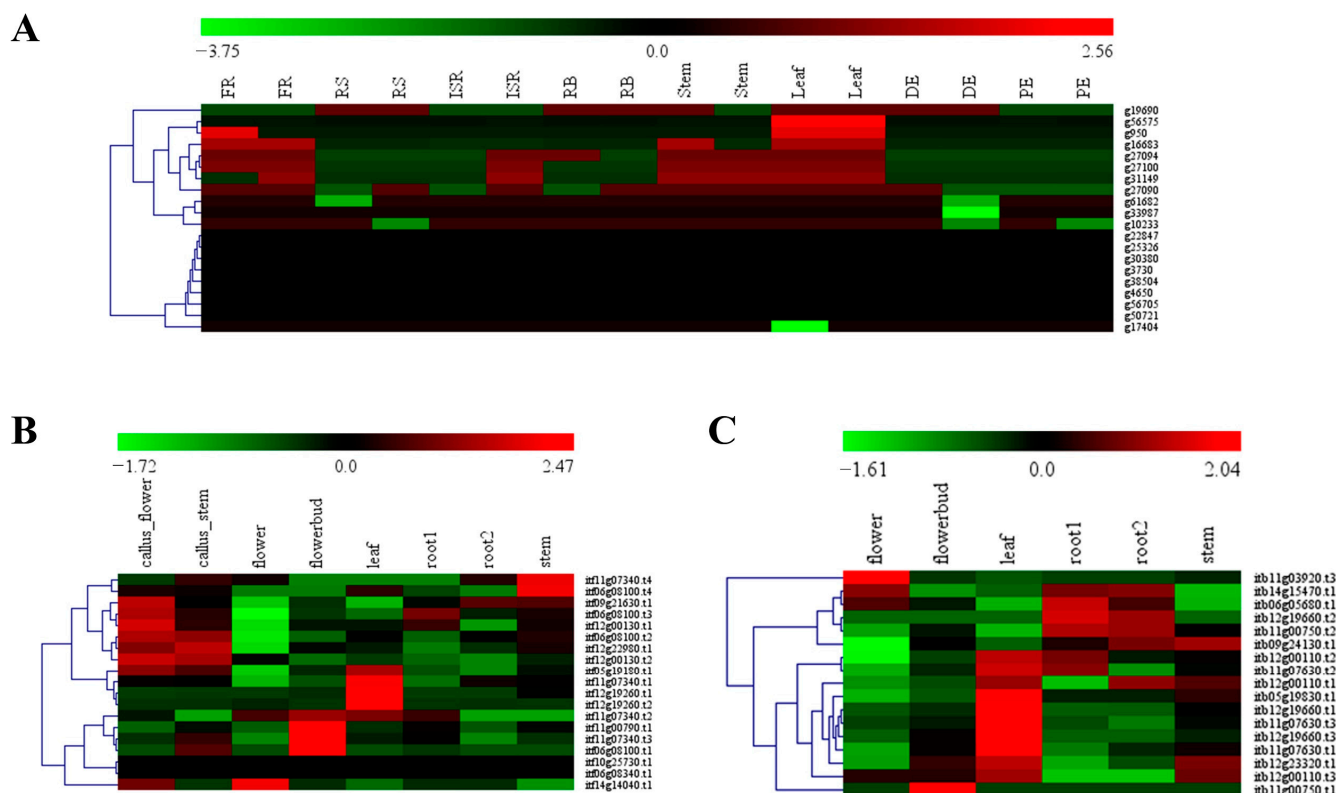 A
−3.75 0.0 2.56
FR FR RS RS ISR ISR RB RB Stem Stem Leaf Leaf DE DE PE PE
g19690
g56575
g950
g16683
g27094
g27100
g31149
g27090
g61682
g33987
g10233
g22847
g25326
g30380
g3730
g38504
g4650
g56705
g50721
g17404
B
−1.72 0.0 2.47
callus_flower callus_stem flower flowerbud leaf root1 root2 stem
itf11g07340.t4
itf06g08100.t4
itf09g21630.t1
itf06g08100.t3
itf12g00130.t1
itf06g08100.t2
itf12g22980.t1
itf12g00130.t2
itf05g19180.t1
itf11g07340.t1
itf12g19260.t1
itf12g19260.t2
itf11g07340.t2
itf11g00790.t1
itf11g07340.t3
itf06g08100.t1
itf10g25730.t1
itf06g08340.t1
itf14g14040.t1
C
−1.61 0.0 2.04
flower flowerbud leaf root1 root2 stem
itb11g03920.t3
itb14g15470.t1
itb06g05680.t1
itb12g19660.t2
itb11g00750.t2
itb09g24130.t1
itb12g00110.t2
itb11g07630.t2
itb12g00110.t1
itb05g19830.t1
itb12g19660.t1
itb11g07630.t3
itb12g19660.t3
itb11g07630.t1
itb12g23320.t1
itb12g00110.t3
itb11g00750.t1